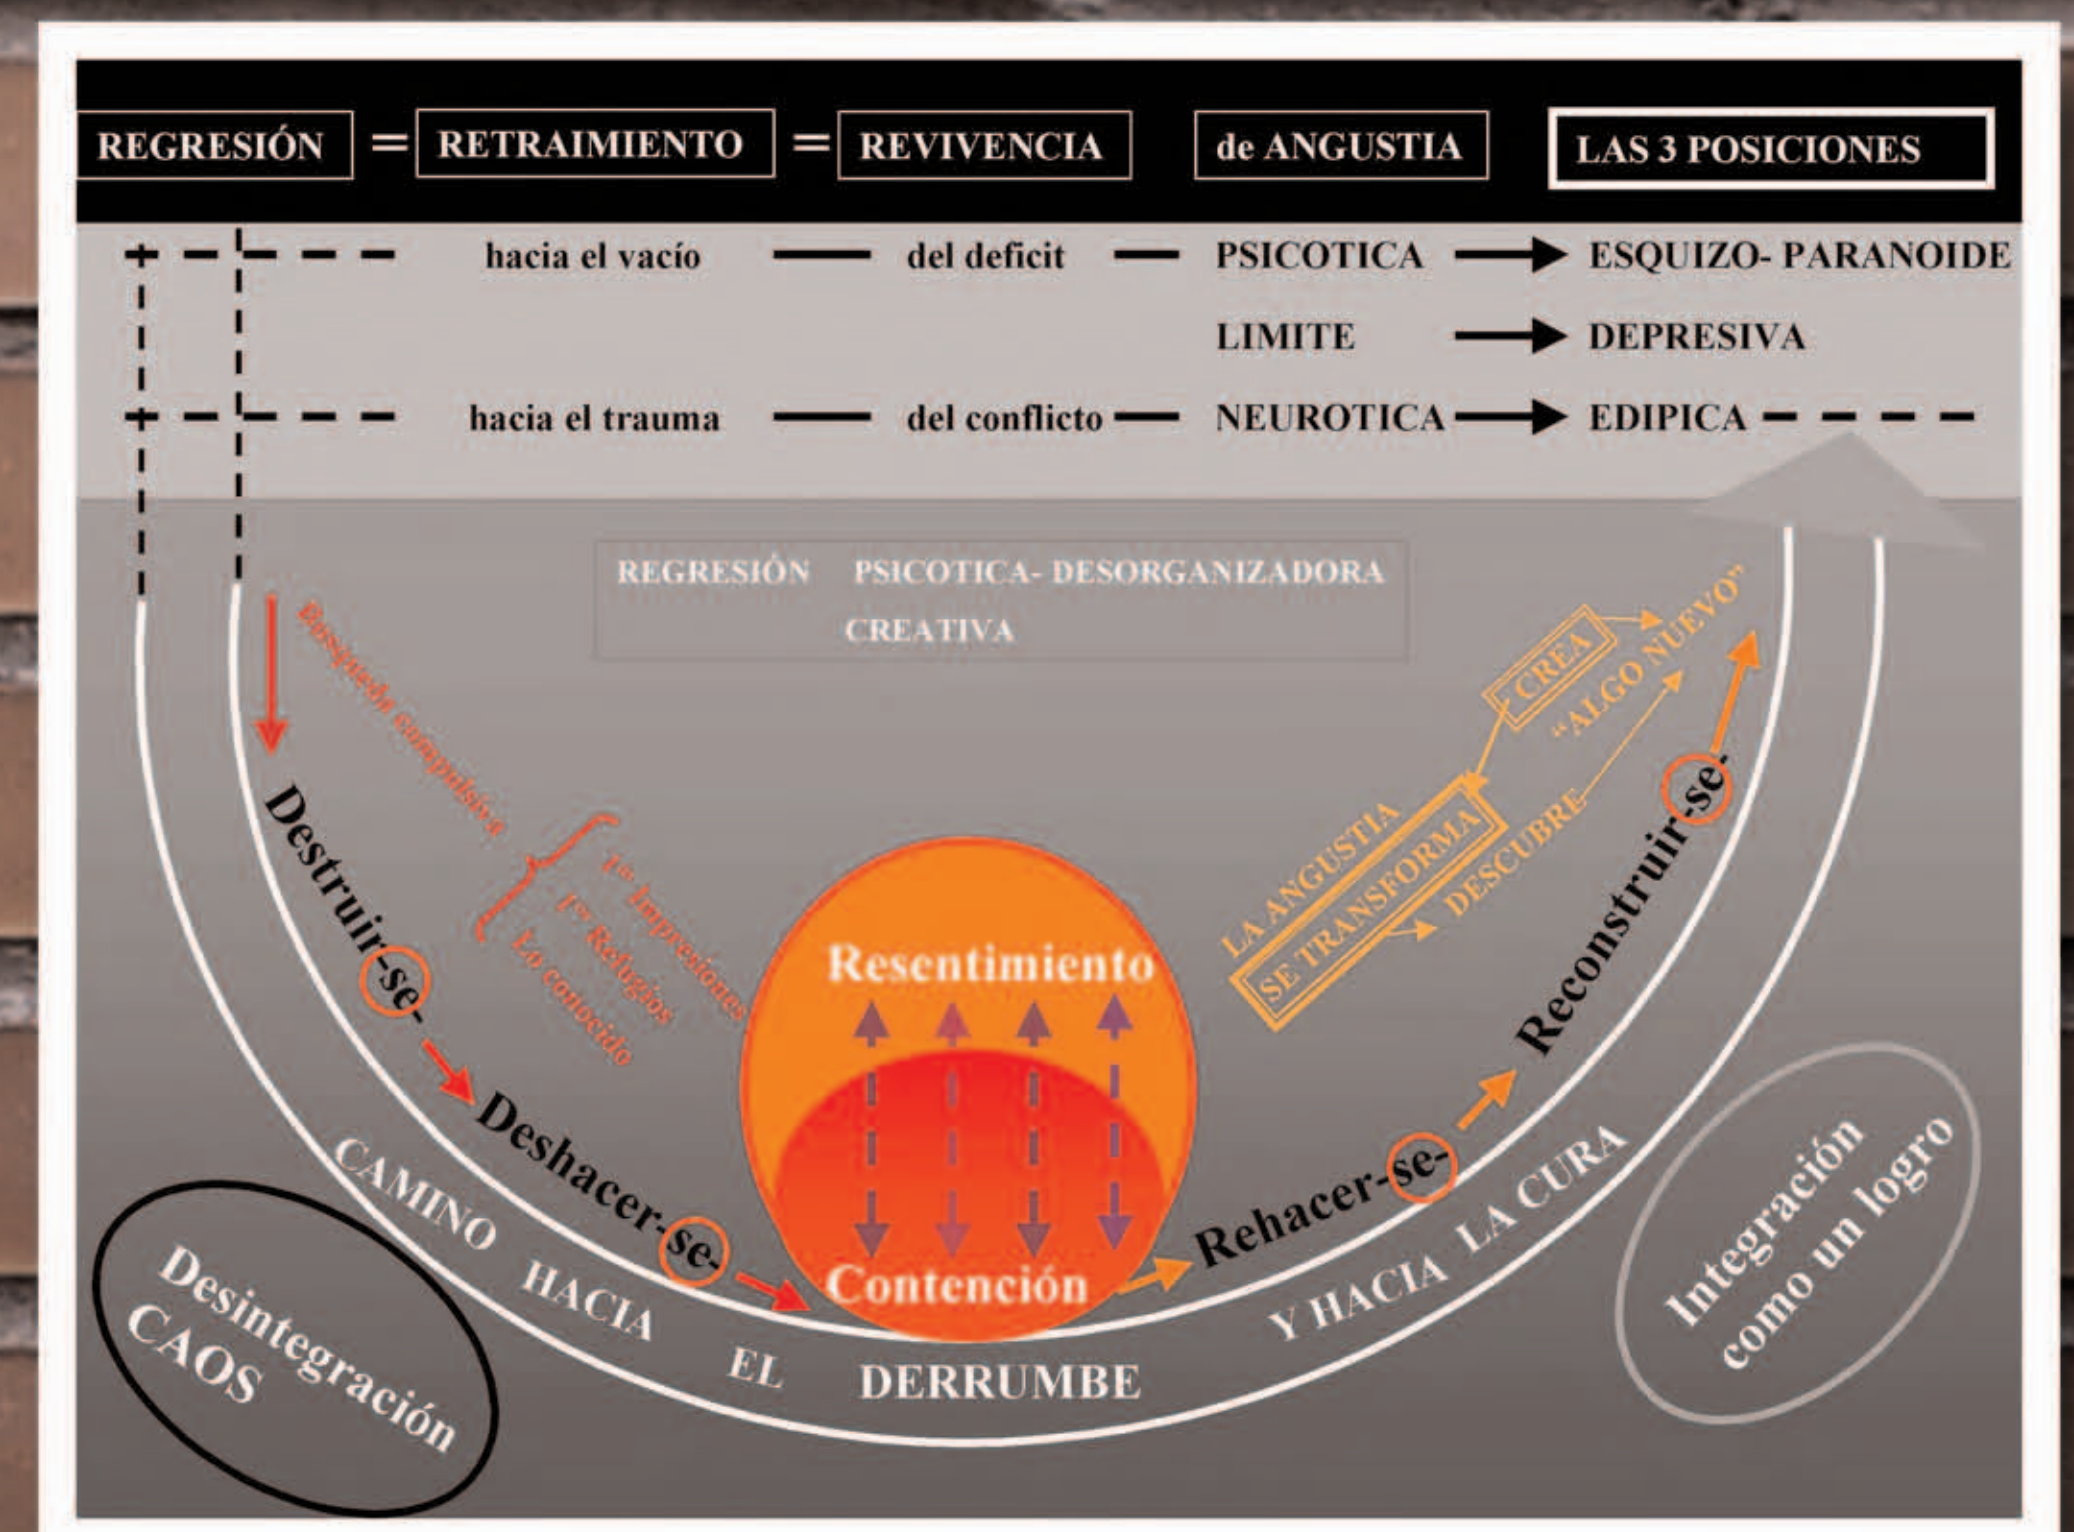 REGRESIÓN = RETRAIMIENTO = REVIVENCIA de ANGUSTIA LAS 3 POSICIONES
hacia el vacío del deficit PSICOTICA ESQUIZO- PARANOIDE
LIMITE DEPRESIVA
hacia el trauma del conflicto NEUROTICA EDIPICA
REGRESIÓN PSICOTICA- DESORGANIZADORA
CREATIVA
Busqueda compulsiva
Impresiones
Refugios
Lo conocido
Destruir-se-
Deshacer-se-
Resentimiento
Contención
Rehacer-se-
Reconstruir-se-
LA ANGUSTIA
SE TRANSFORMA
DESCUBRE
CREA
“ALGO NUEVO”
CAMINO HACIA EL DERRUMBE Y HACIA LA CURA
Desintegración
CAOS
Integración
como un logro